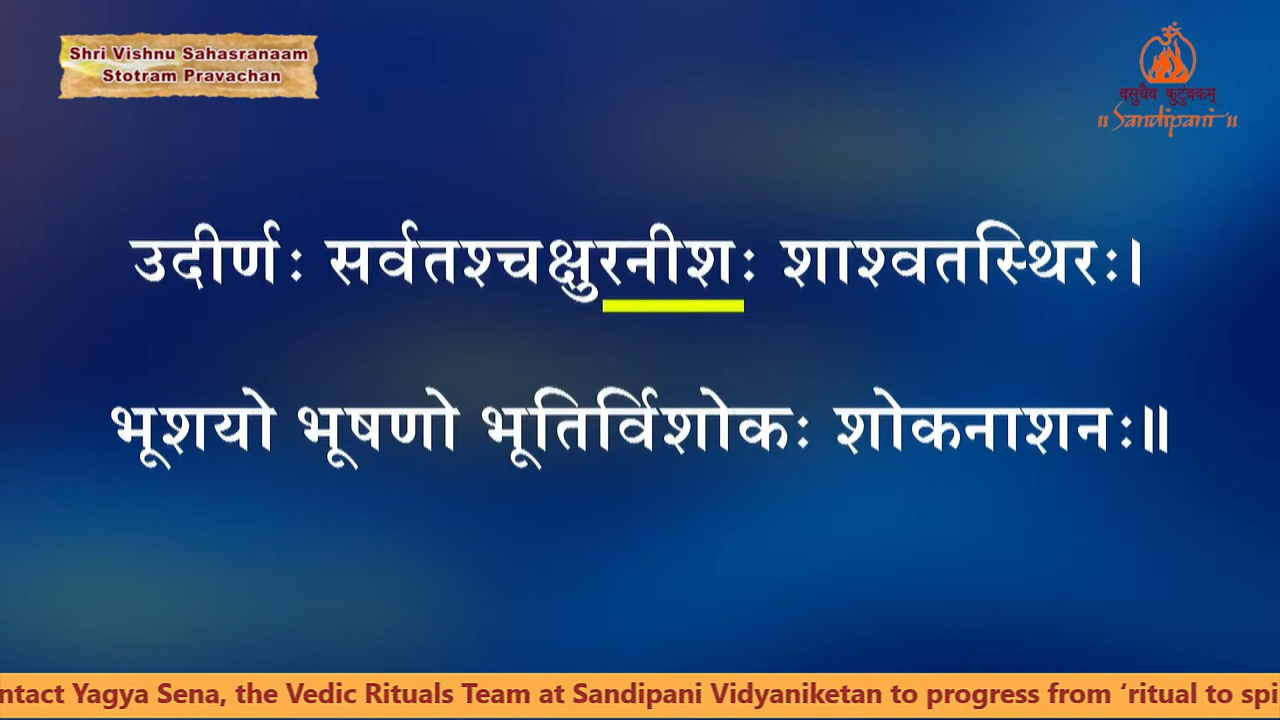 Shri Vishnu Sahasranaam
Stotram Pravachan
वसुधैव कुटुंबकम्
॥ Sandipani ॥
उदीर्णः सर्वतश्चक्षुरनीशः शाश्वतस्थिरः।
भूशयो भूषणो भूतिर्विशोकः शोकनाशनः॥
ntact Yagya Sena, the Vedic Rituals Team at Sandipani Vidyaniketan to progress from ‘ritual to spi